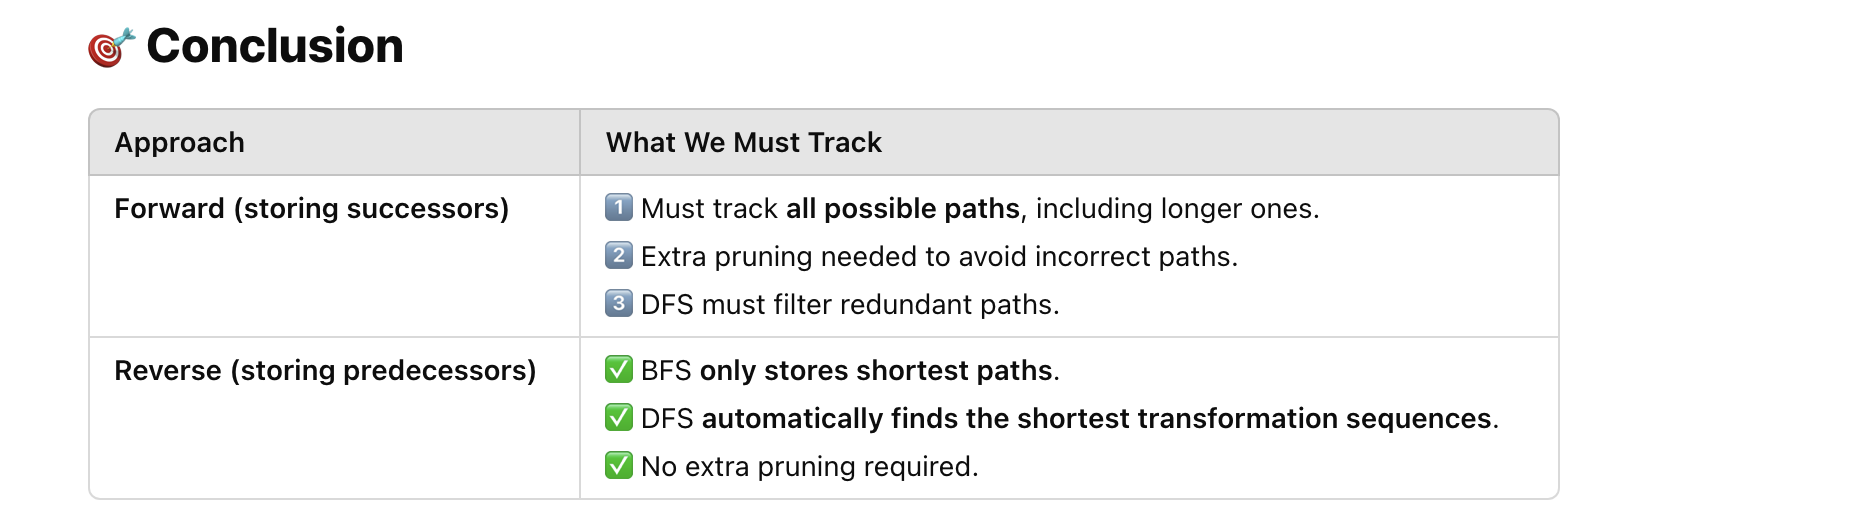 🎯 Conclusion
Approach
What We Must Track
Forward (storing successors)
1️⃣ Must track all possible paths, including longer ones.
2️⃣ Extra pruning needed to avoid incorrect paths.
3️⃣ DFS must filter redundant paths.
Reverse (storing predecessors)
✅ BFS only stores shortest paths.
✅ DFS automatically finds the shortest transformation sequences.
✅ No extra pruning required.